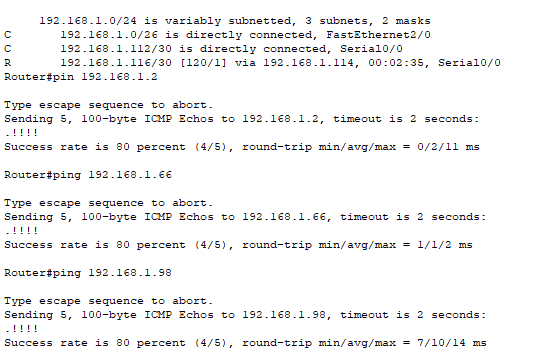 192.168.1.0/24 is variably subnetted, 3 subnets, 2 masks
C 192.168.1.0/26 is directly connected, FastEthernet2/0
C 192.168.1.112/30 is directly connected, Serial0/0
R 192.168.1.116/30 [120/1] via 192.168.1.114, 00:02:35, Serial0/0
Router#pin 192.168.1.2
Type escape sequence to abort.
Sending 5, 100-byte ICMP Echos to 192.168.1.2, timeout is 2 seconds:
.!!!!
Success rate is 80 percent (4/5), round-trip min/avg/max = 0/2/11 ms
Router#ping 192.168.1.66
Type escape sequence to abort.
Sending 5, 100-byte ICMP Echos to 192.168.1.66, timeout is 2 seconds:
.!!!!
Success rate is 80 percent (4/5), round-trip min/avg/max = 1/1/2 ms
Router#ping 192.168.1.98
Type escape sequence to abort.
Sending 5, 100-byte ICMP Echos to 192.168.1.98, timeout is 2 seconds:
.!!!!
Success rate is 80 percent (4/5), round-trip min/avg/max = 7/10/14 ms